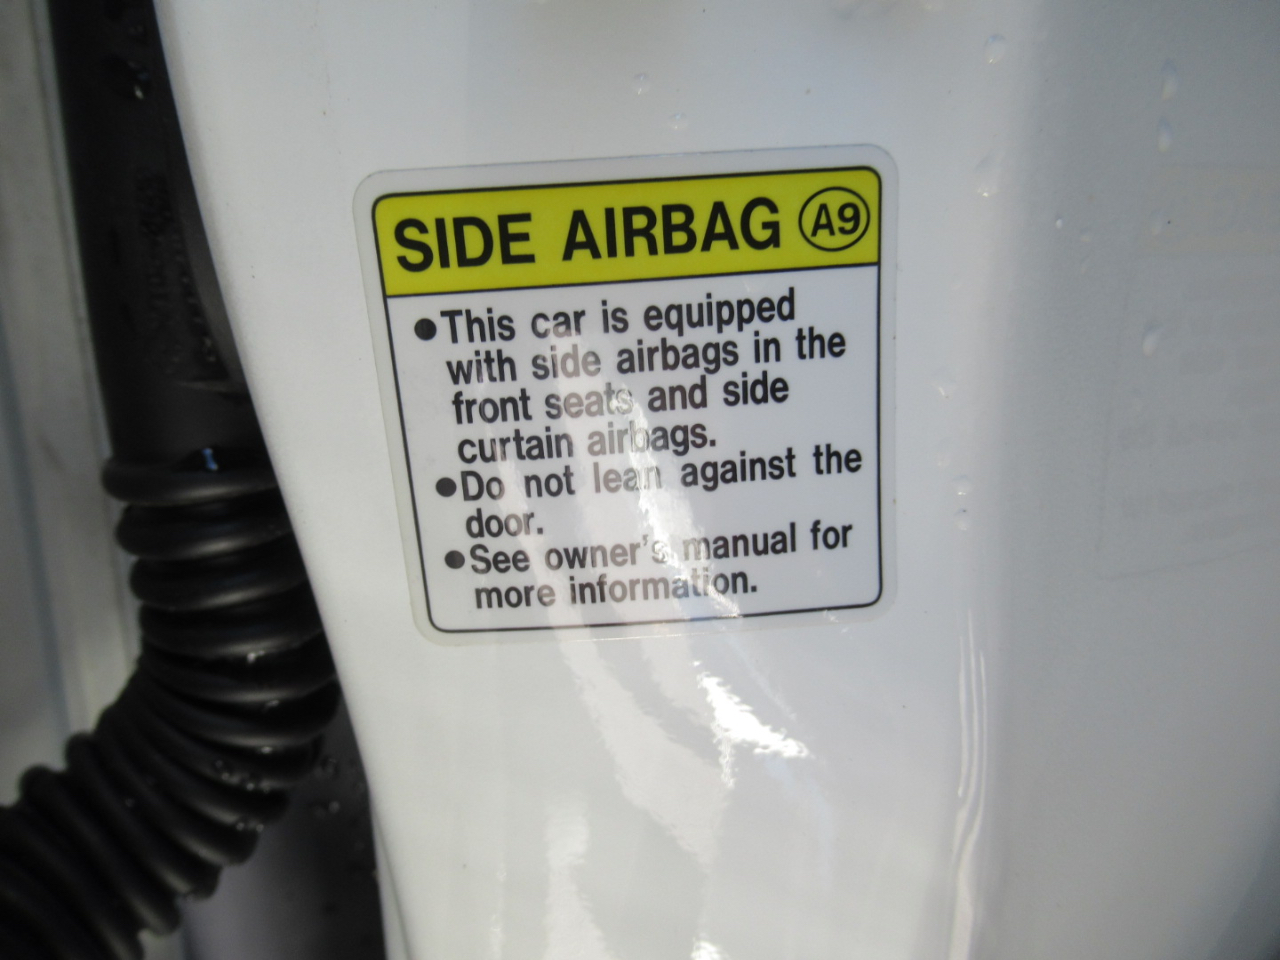 SIDE AIRBAG A9
●This car is equipped
with side airbags in the
front seats and side
curtain airbags.
●Do not lean against the
door.
●See owner's manual for
more information.